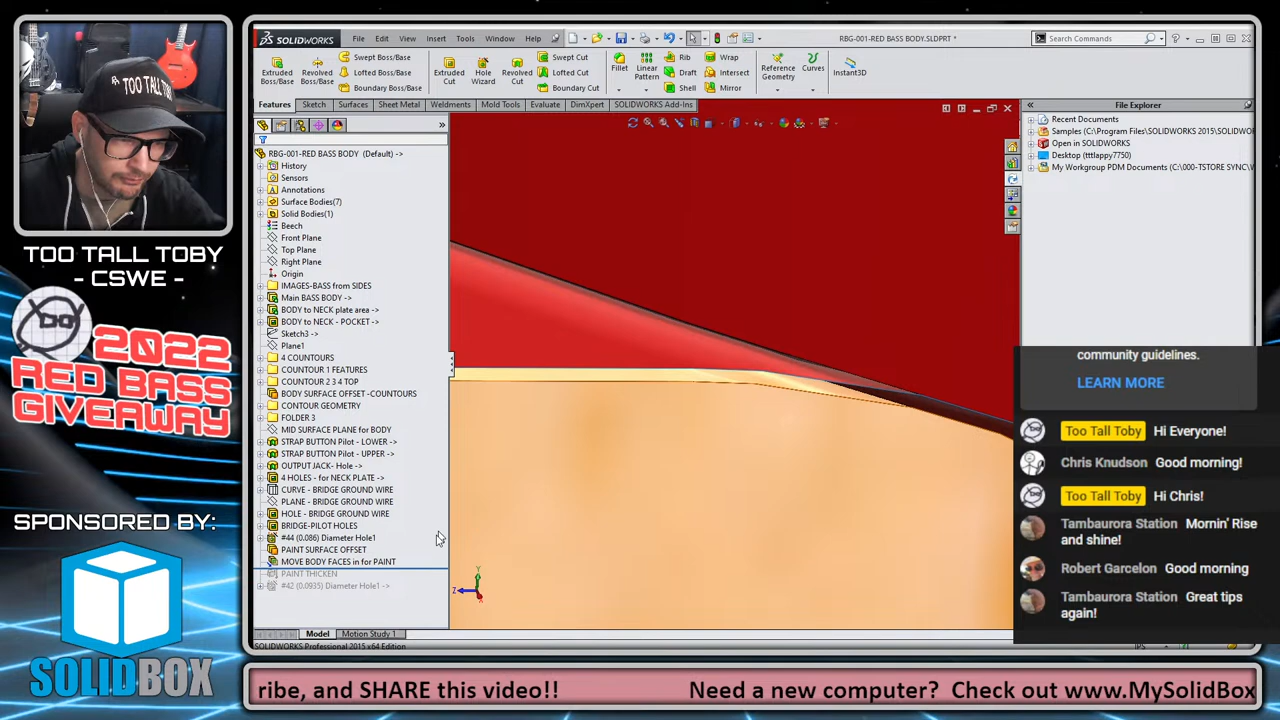 TOO TALL TOBY
TOO TALL TOBY
- CSWE -
2022
RED BASS
GIVEAWAY
SPONSORED BY:
SOLIDBOX
SOLIDWORKS
File Edit View Insert Tools Window Help
RBG-001-RED BASS BODY.SLDPRT *
Search Commands
Extruded Boss/Base
Revolved Boss/Base
Swept Boss/Base
Lofted Boss/Base
Boundary Boss/Base
Extruded Cut
Hole Wizard
Revolved Cut
Swept Cut
Lofted Cut
Boundary Cut
Fillet
Linear Pattern
Rib
Draft
Shell
Wrap
Intersect
Mirror
Reference Geometry
Curves
Instant3D
Features Sketch Surfaces Sheet Metal Weldments Mold Tools Evaluate DimXpert SOLIDWORKS Add-Ins
RBG-001-RED BASS BODY (Default) ->
History
Sensors
Annotations
Surface Bodies(7)
Solid Bodies(1)
Beech
Front Plane
Top Plane
Right Plane
Origin
IMAGES-BASS from SIDES
Main BASS BODY ->
BODY to NECK plate area ->
BODY to NECK - POCKET ->
Sketch3 ->
Plane1
4 COUNTOURS
COUNTOUR 1 FEATURES
COUNTOUR 2 3 4 TOP
BODY SURFACE OFFSET -COUNTOURS
CONTOUR GEOMETRY
FOLDER 3
MID SURFACE PLANE for BODY
STRAP BUTTON Pilot - LOWER ->
STRAP BUTTON Pilot - UPPER ->
OUTPUT JACK- Hole ->
4 HOLES - for NECK PLATE ->
CURVE - BRIDGE GROUND WIRE
PLANE - BRIDGE GROUND WIRE
HOLE - BRIDGE GROUND WIRE
BRIDGE-PILOT HOLES
#44 (0.086) Diameter Hole1
PAINT SURFACE OFFSET
MOVE BODY FACES in for PAINT
PAINT THICKEN
#42 (0.0935) Diameter Hole1 ->
Model Motion Study 1
SOLIDWORKS Professional 2015 x64 Edition
IPS
Y
Z
X
File Explorer
Recent Documents
Samples (C:\Program Files\SOLIDWORKS 2015\SOLIDWO
Open in SOLIDWORKS
Desktop (tttlappy7750)
My Workgroup PDM Documents (C:\000-TSTORE SYNC\V
community guidelines.
LEARN MORE
Too Tall Toby Hi Everyone!
Chris Knudson Good morning!
Too Tall Toby Hi Chris!
Tambaurora Station Mornin' Rise
and shine!
Robert Garcelon Good morning
Tambaurora Station Great tips
again!
ribe, and SHARE this video!! Need a new computer? Check out www.MySolidBox